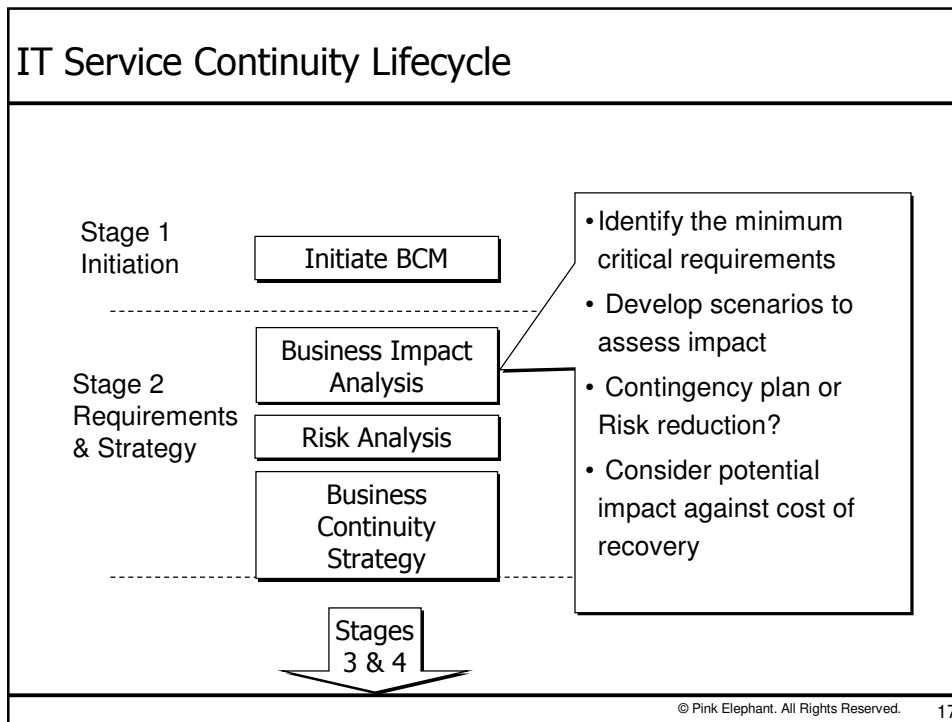 IT Service Continuity Lifecycle
Stage 1
Initiation
Initiate BCM
Stage 2
Requirements
& Strategy
Business Impact
Analysis
Risk Analysis
Business
Continuity
Strategy
• Identify the minimum
critical requirements
• Develop scenarios to
assess impact
• Contingency plan or
Risk reduction?
• Consider potential
impact against cost of
recovery
Stages
3 & 4
© Pink Elephant. All Rights Reserved. 17